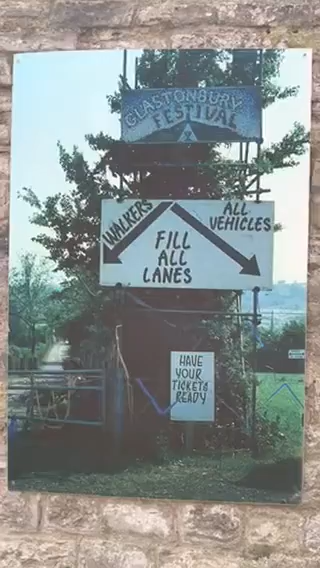 GLASTONBURY
FESTIVAL
WALKERS
ALL
VEHICLES
FILL
ALL
LANES
HAVE
YOUR
TICKETS
READY